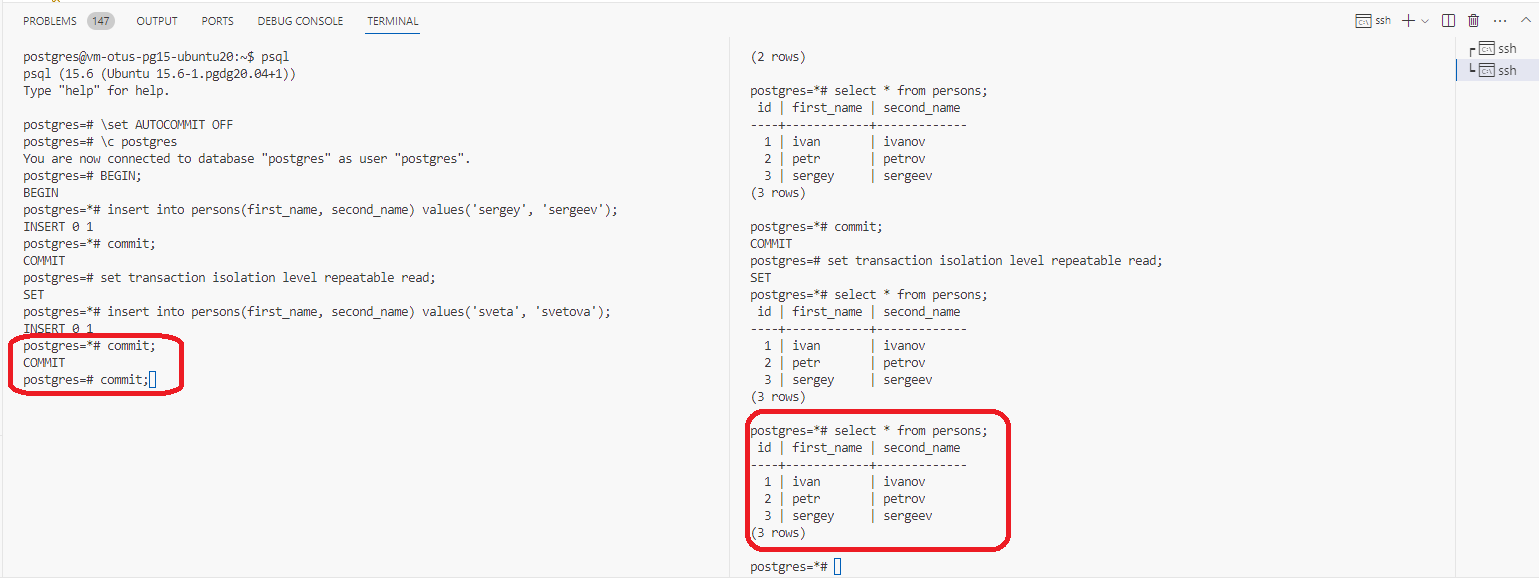 PROBLEMS 147 OUTPUT PORTS DEBUG CONSOLE TERMINAL ssh
postgres@vm-otus-pg15-ubuntu20:~$ psql
psql (15.6 (Ubuntu 15.6-1.pgdg20.04+1))
Type "help" for help.
postgres=# \set AUTOCOMMIT OFF
postgres=# \c postgres
You are now connected to database "postgres" as user "postgres".
postgres=# BEGIN;
BEGIN
postgres=*# insert into persons(first_name, second_name) values('sergey', 'sergeev');
INSERT 0 1
postgres=*# commit;
COMMIT
postgres=# set transaction isolation level repeatable read;
SET
postgres=*# insert into persons(first_name, second_name) values('sveta', 'svetova');
INSERT 0 1
postgres=*# commit;
COMMIT
postgres=# commit;
(2 rows)
postgres=*# select * from persons;
 id | first_name | second_name
----+------------+-------------
  1 | ivan       | ivanov
  2 | petr       | petrov
  3 | sergey     | sergeev
(3 rows)
postgres=*# commit;
COMMIT
postgres=# set transaction isolation level repeatable read;
SET
postgres=*# select * from persons;
 id | first_name | second_name
----+------------+-------------
  1 | ivan       | ivanov
  2 | petr       | petrov
  3 | sergey     | sergeev
(3 rows)
postgres=*# select * from persons;
 id | first_name | second_name
----+------------+-------------
  1 | ivan       | ivanov
  2 | petr       | petrov
  3 | sergey     | sergeev
(3 rows)
postgres=*#
ssh
ssh